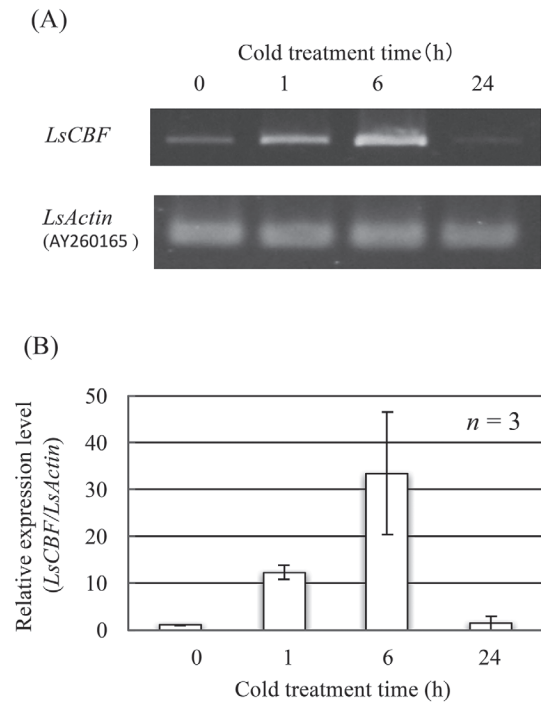 (A)
Cold treatment time(h)
0 1 6 24
LsCBF
LsActin
(AY260165 )
(B)
50
40
30
20
10
0
n = 3
Relative expression level
(LsCBF/LsActin)
0 1 6 24
Cold treatment time (h)